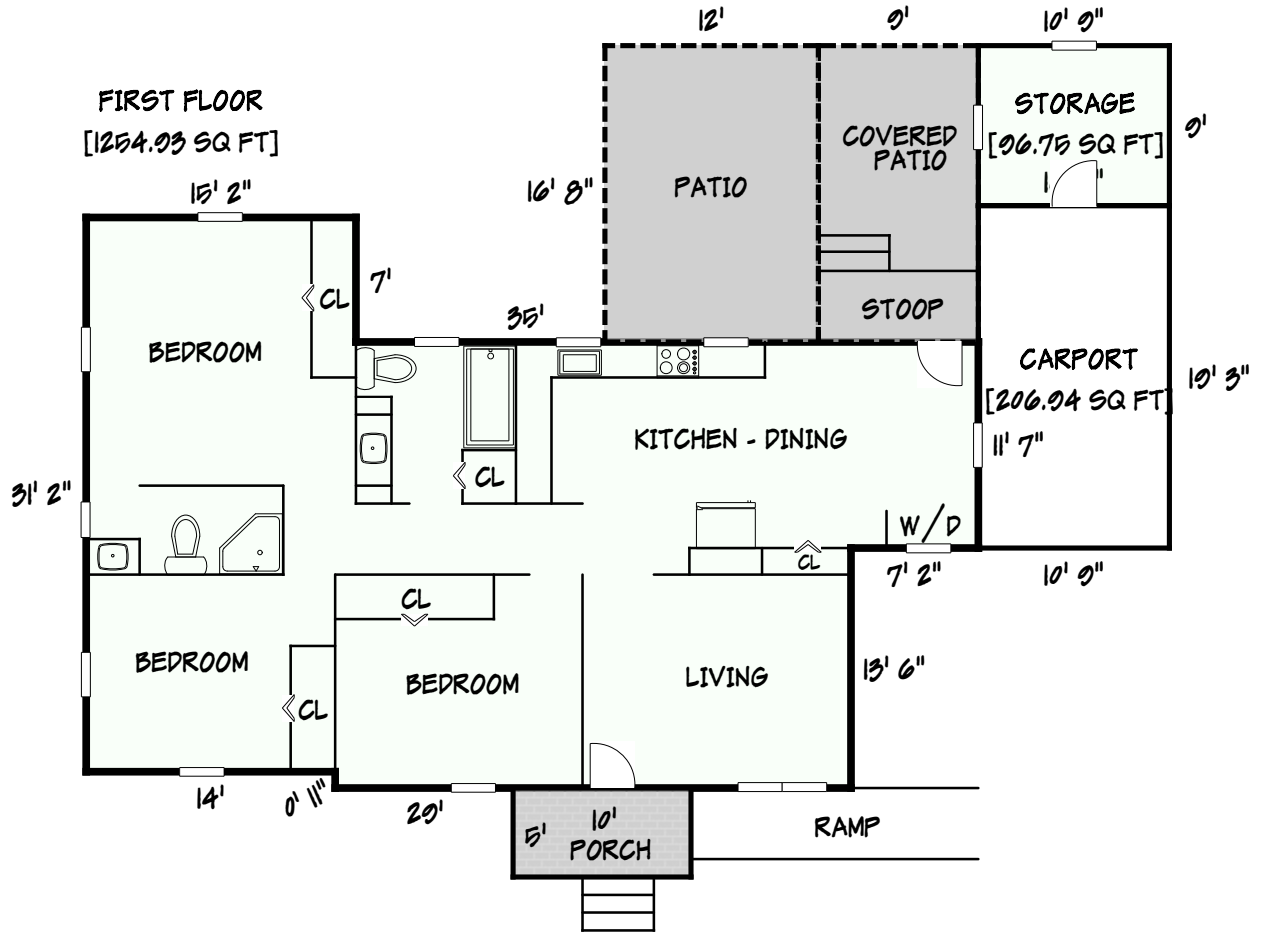 12'
9'
10' 9"
FIRST FLOOR
[1254.93 SQ FT]
STORAGE
[96.75 SQ FT]
9'
COVERED
PATIO
15' 2"
16' 8"
PATIO
7'
CL
35'
STOOP
BEDROOM
CARPORT
[206.94 SQ FT]
19' 3"
KITCHEN - DINING
11' 7"
CL
31' 2"
W/D
CL
7' 2"
10' 9"
CL
BEDROOM
BEDROOM
LIVING
13' 6"
CL
14'
0' 11"
29'
5'
10'
PORCH
RAMP